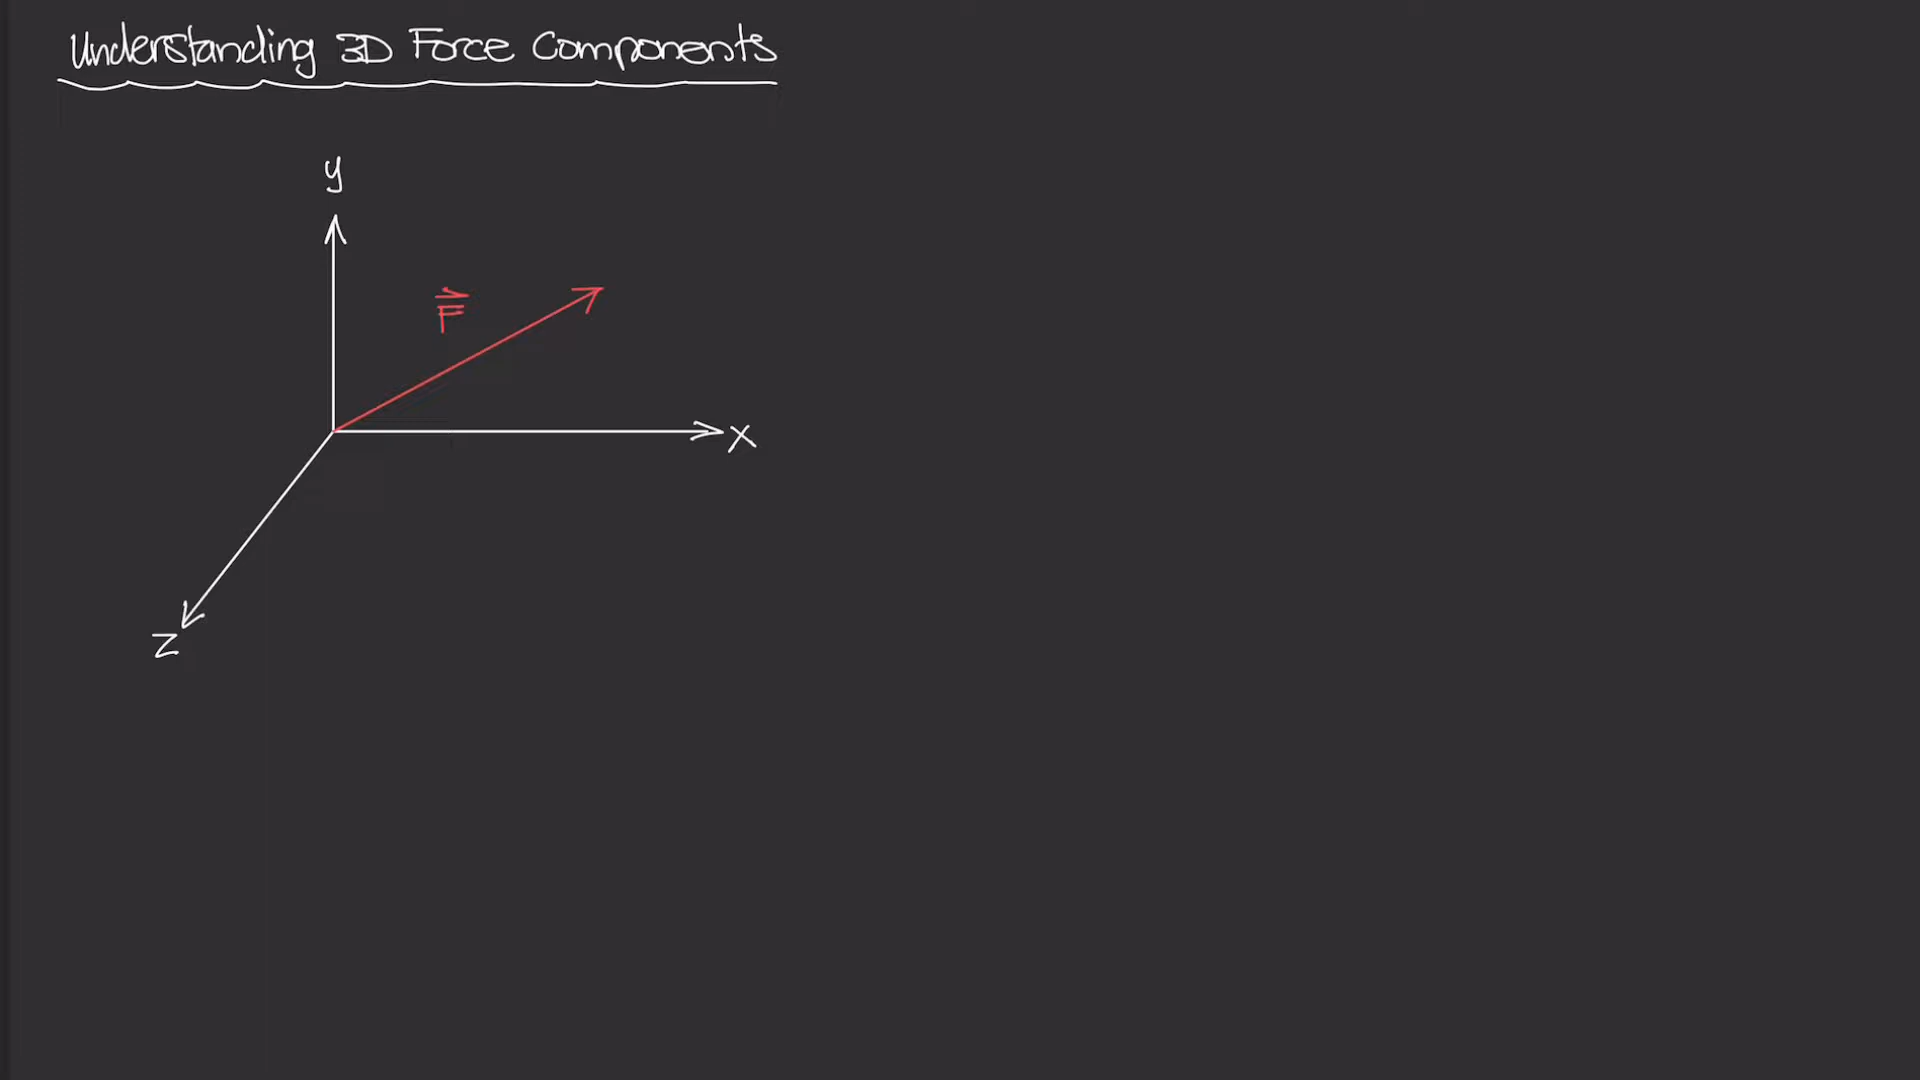 Understanding 3D Force Components
y
F⃗
x
z